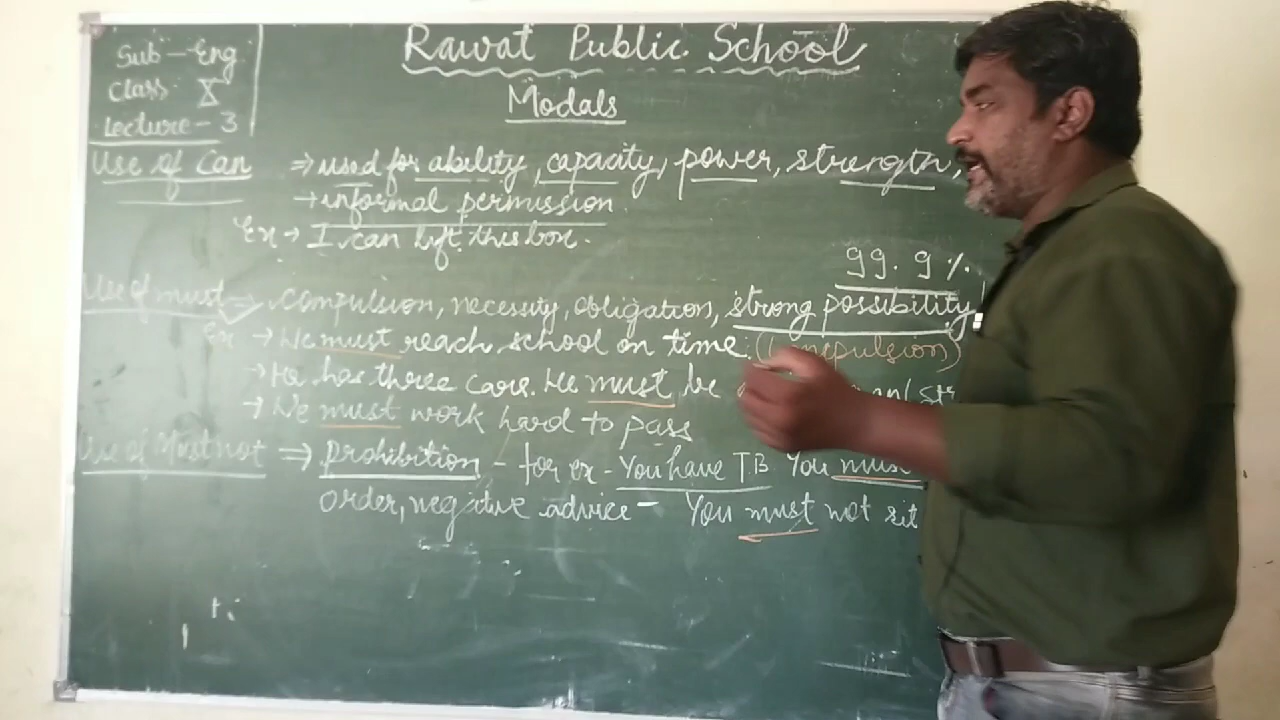 Sub - Eng
Class X
Lecture - 3
Rawat Public School
Modals
Use of Can ⇒ used for ability, capacity, power, strength,
→ informal permission
Ex → I can lift this box.
99.9%
Use of must ⇒ compulsion, necessity, obligation, strong possibility
Ex → We must reach school on time. (Compulsion)
→ He has three cars. He must be
→ We must work hard to pass
Use of Must not ⇒ prohibition - for ex - You have TB You must
order, negative advice - You must not sit